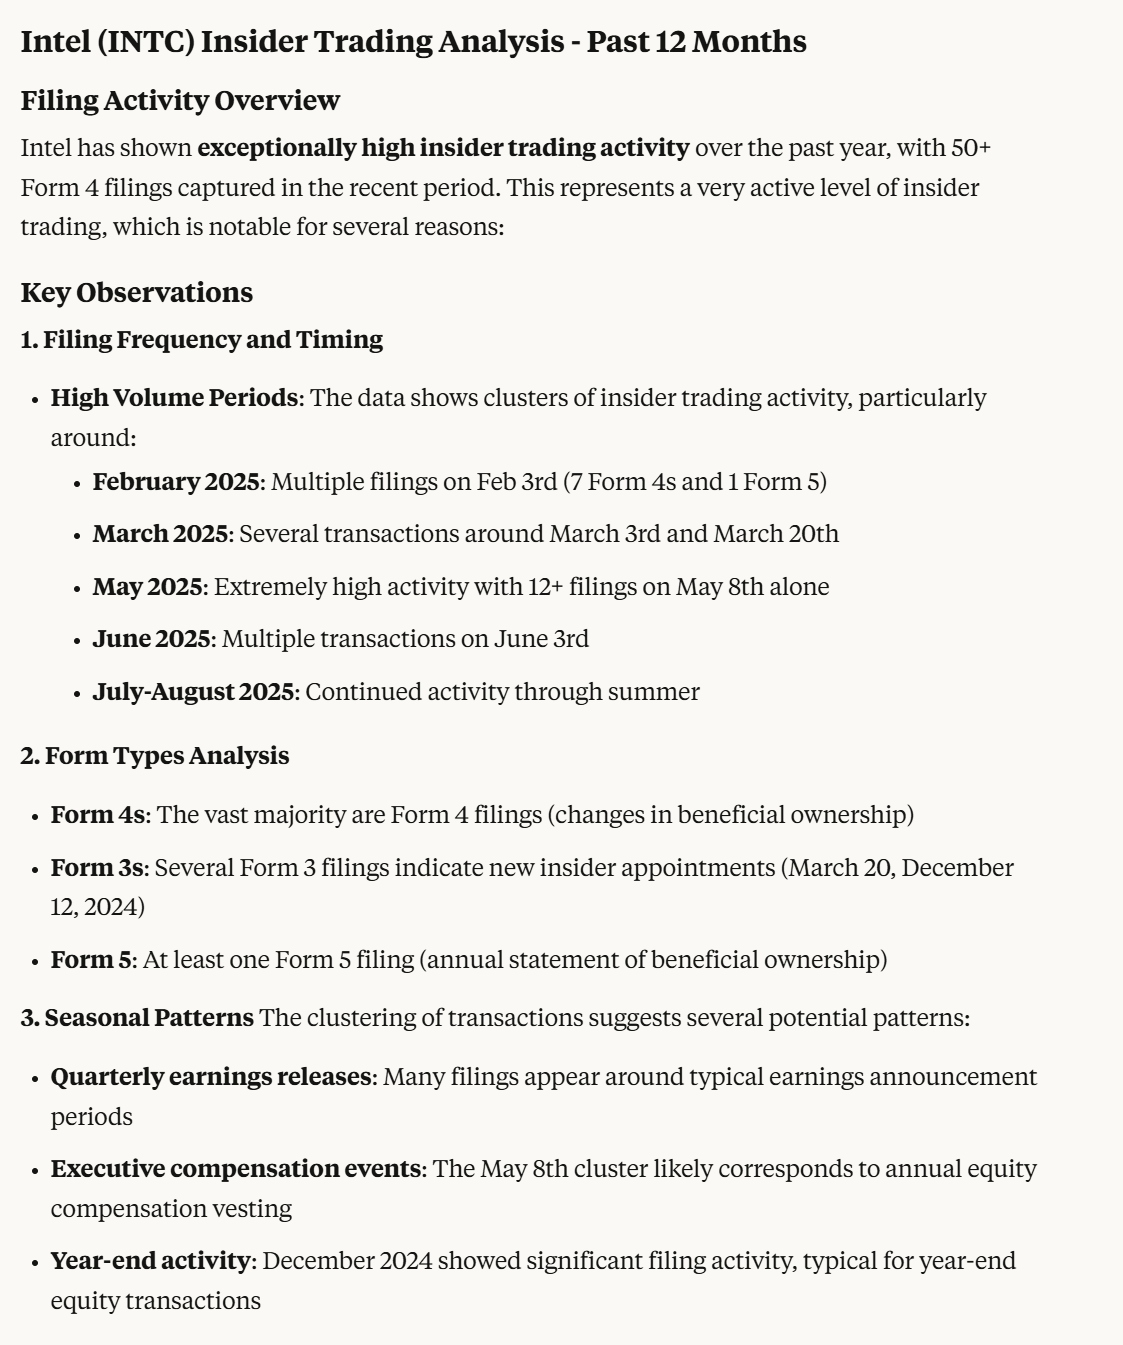 Intel (INTC) Insider Trading Analysis - Past 12 Months
Filing Activity Overview
Intel has shown exceptionally high insider trading activity over the past year, with 50+
Form 4 filings captured in the recent period. This represents a very active level of insider
trading, which is notable for several reasons:
Key Observations
1. Filing Frequency and Timing
• High Volume Periods: The data shows clusters of insider trading activity, particularly
around:
• February 2025: Multiple filings on Feb 3rd (7 Form 4s and 1 Form 5)
• March 2025: Several transactions around March 3rd and March 20th
• May 2025: Extremely high activity with 12+ filings on May 8th alone
• June 2025: Multiple transactions on June 3rd
• July-August 2025: Continued activity through summer
2. Form Types Analysis
• Form 4s: The vast majority are Form 4 filings (changes in beneficial ownership)
• Form 3s: Several Form 3 filings indicate new insider appointments (March 20, December
12, 2024)
• Form 5: At least one Form 5 filing (annual statement of beneficial ownership)
3. Seasonal Patterns The clustering of transactions suggests several potential patterns:
• Quarterly earnings releases: Many filings appear around typical earnings announcement
periods
• Executive compensation events: The May 8th cluster likely corresponds to annual equity
compensation vesting
• Year-end activity: December 2024 showed significant filing activity, typical for year-end
equity transactions